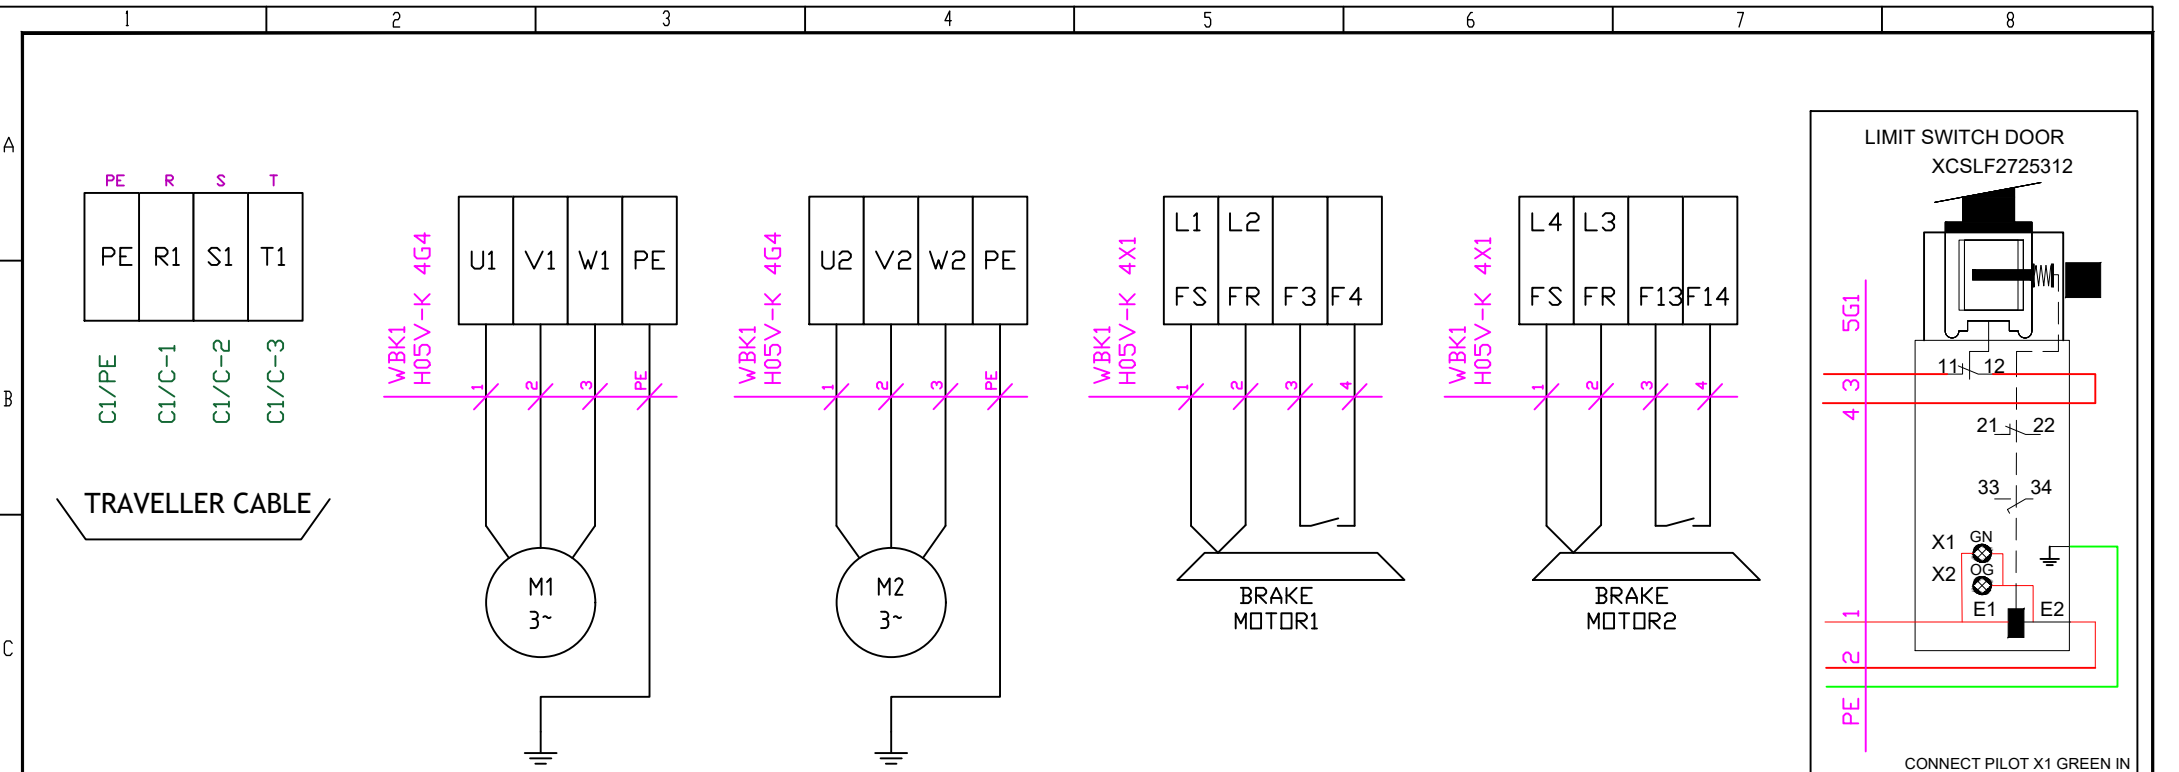 1 2 3 4 5 6 7 8
A
B
C
PE R S T
PE R1 S1 T1
C1/PE C1/C-1 C1/C-2 C1/C-3
TRAVELLER CABLE
WBK1
H05V-K 4G4
U1 V1 W1 PE
1 2 3 PE
M1
3~
WBK1
H05V-K 4G4
U2 V2 W2 PE
1 2 3 PE
M2
3~
WBK1
H05V-K 4X1
L1 L2
FS FR F3 F4
1 2 3 4
BRAKE
MOTOR1
WBK1
H05V-K 4X1
L4 L3
FS FR F13 F14
1 2 3 4
BRAKE
MOTOR2
LIMIT SWITCH DOOR
XCSLF2725312
5G1
11 12
3
4
21 22
33 34
X1 GN
X2 OG
E1 E2
1
2
PE
CONNECT PILOT X1 GREEN IN